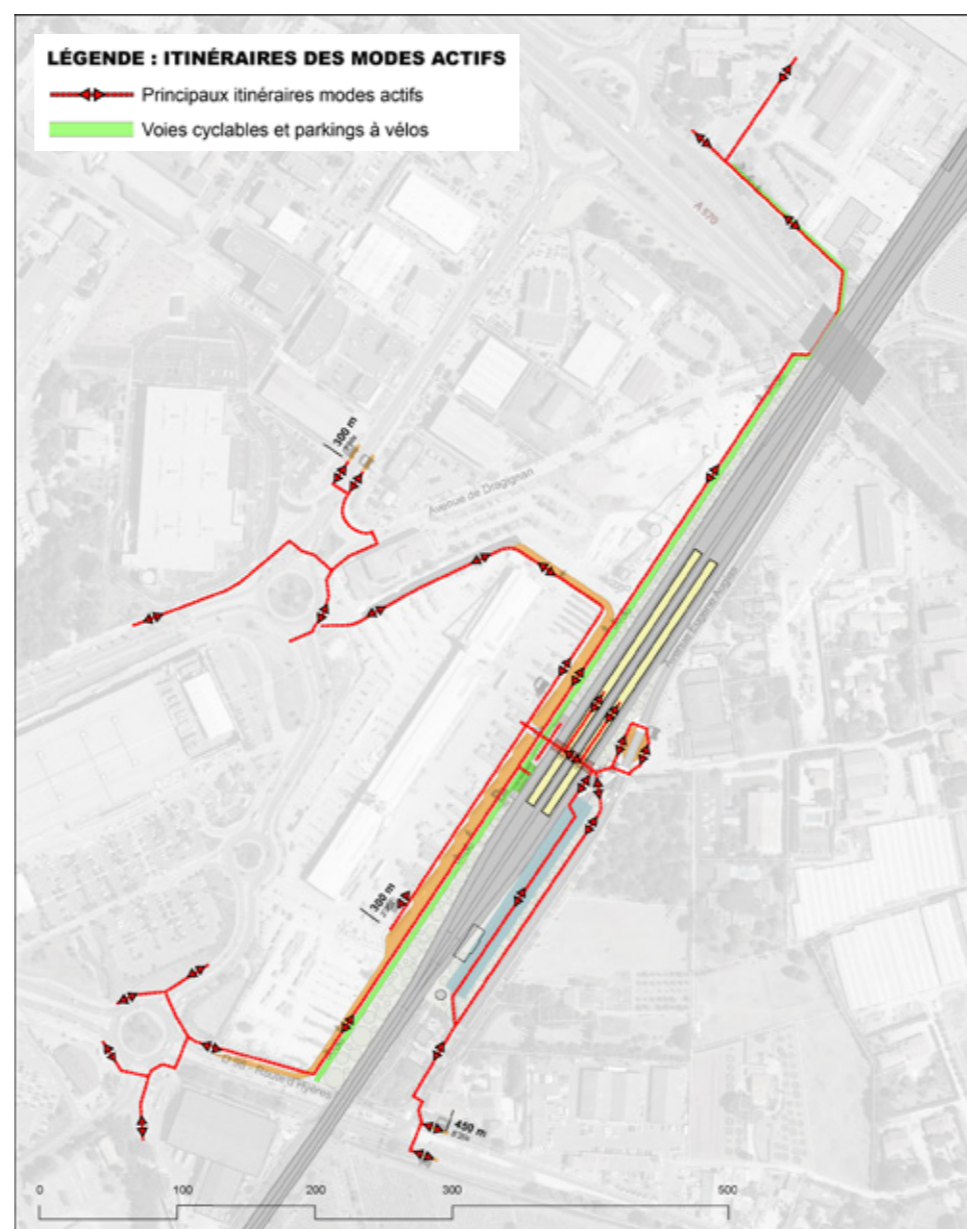 LÉGENDE : ITINÉRAIRES DES MODES ACTIFS
Principaux itinéraires modes actifs
Voies cyclables et parkings à vélos
A 570
300 m
Avenue de Dragignan
300 m
450 m
0 100 200 300 500